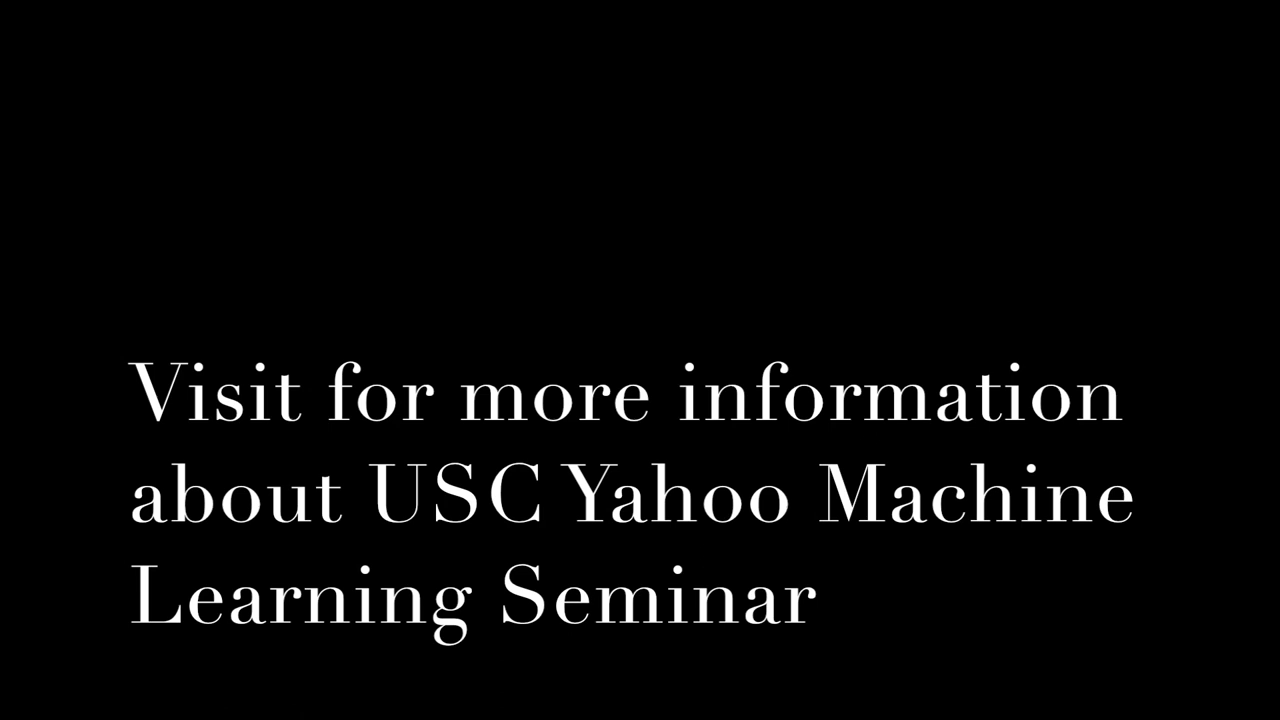 Visit for more information
about USC Yahoo Machine
Learning Seminar